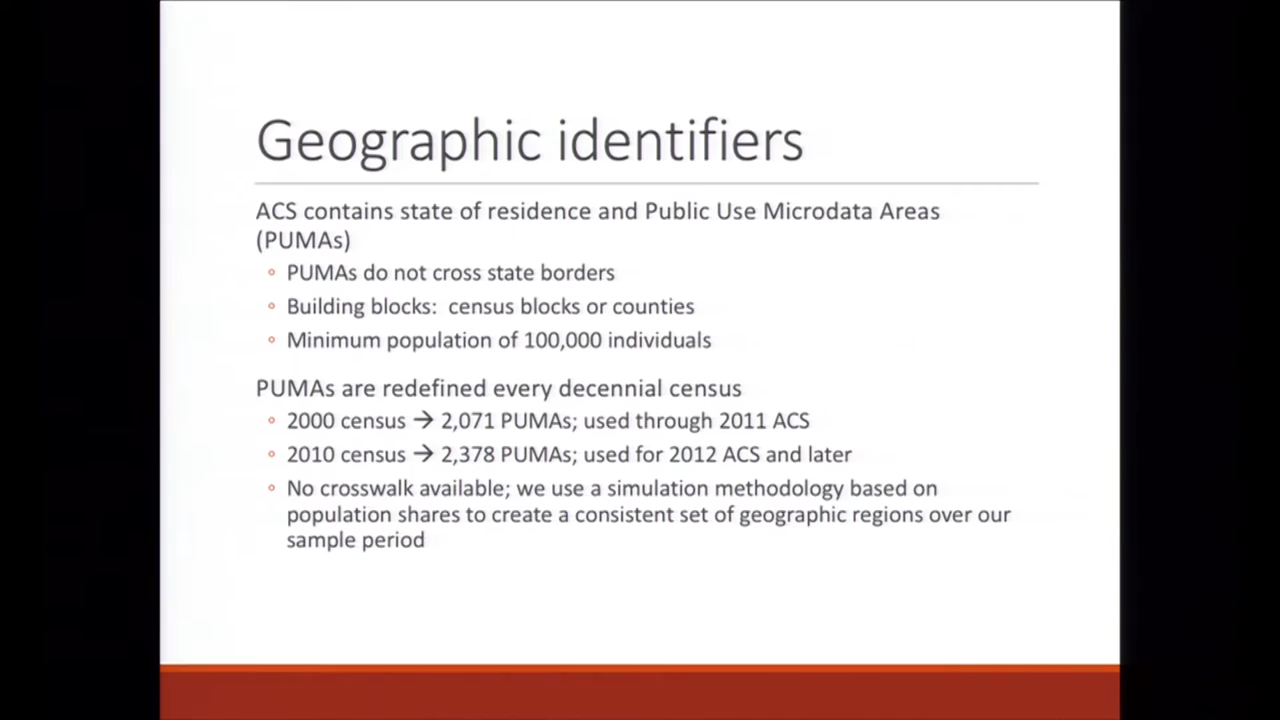 Geographic identifiers
ACS contains state of residence and Public Use Microdata Areas
(PUMAs)
◦ PUMAs do not cross state borders
◦ Building blocks: census blocks or counties
◦ Minimum population of 100,000 individuals
PUMAs are redefined every decennial census
◦ 2000 census → 2,071 PUMAs; used through 2011 ACS
◦ 2010 census → 2,378 PUMAs; used for 2012 ACS and later
◦ No crosswalk available; we use a simulation methodology based on
population shares to create a consistent set of geographic regions over our
sample period